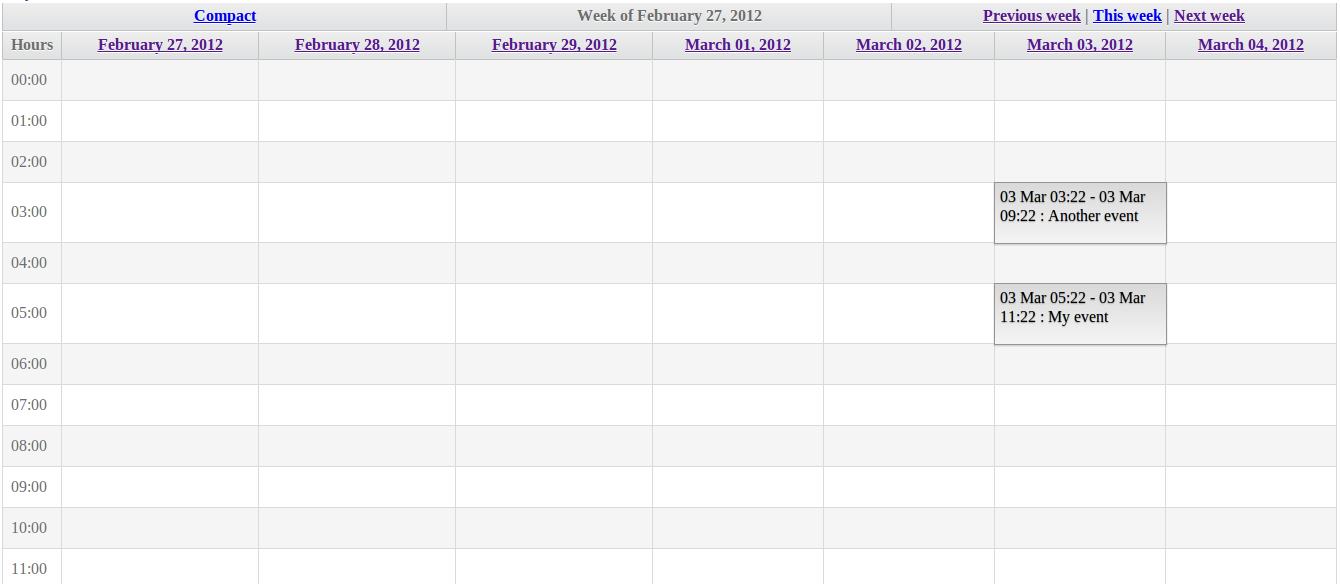 Compact Week of February 27, 2012 Previous week | This week | Next week
Hours February 27, 2012 February 28, 2012 February 29, 2012 March 01, 2012 March 02, 2012 March 03, 2012 March 04, 2012
00:00
01:00
02:00
03:00
03 Mar 03:22 - 03 Mar
09:22 : Another event
04:00
05:00
03 Mar 05:22 - 03 Mar
11:22 : My event
06:00
07:00
08:00
09:00
10:00
11:00